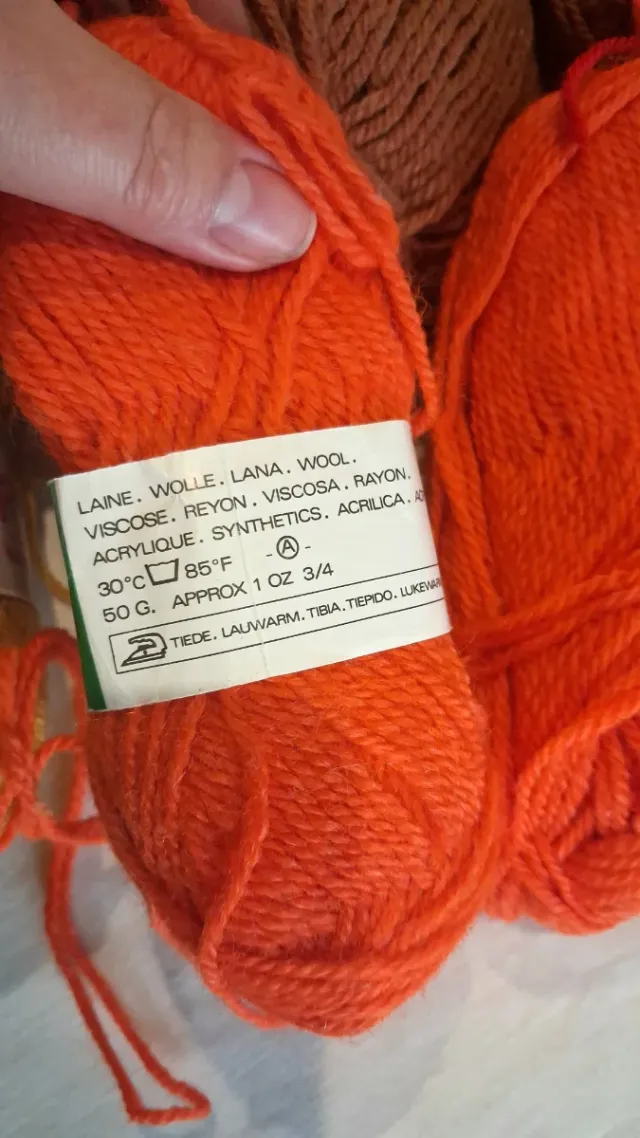 LAINE. WOLLE. LANA. WOOL.
VISCOSE. REYON. VISCOSA. RAYON.
ACRYLIQUE. SYNTHETICS. ACRILICA.
30°C 85°F - Ⓐ -
50 G. APPROX 1 OZ 3/4
TIEDE. LAUWARM. TIBIA. TIEPIDO.